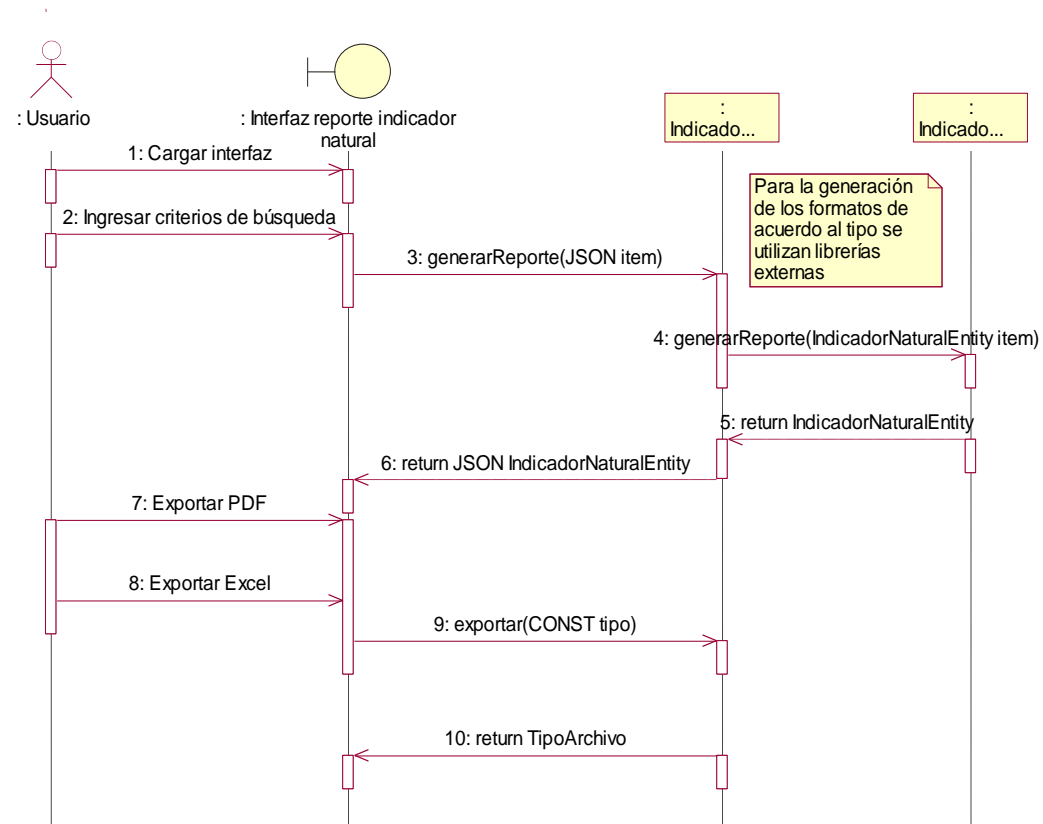 : Usuario
: Interfaz reporte indicador
natural
:
Indicado...
:
Indicado...
1: Cargar interfaz
Para la generación
de los formatos de
acuerdo al tipo se
utilizan librerías
externas
2: Ingresar criterios de búsqueda
3: generarReporte(JSON item)
4: generarReporte(IndicadorNaturalEntity item)
5: return IndicadorNaturalEntity
6: return JSON IndicadorNaturalEntity
7: Exportar PDF
8: Exportar Excel
9: exportar(CONST tipo)
10: return TipoArchivo